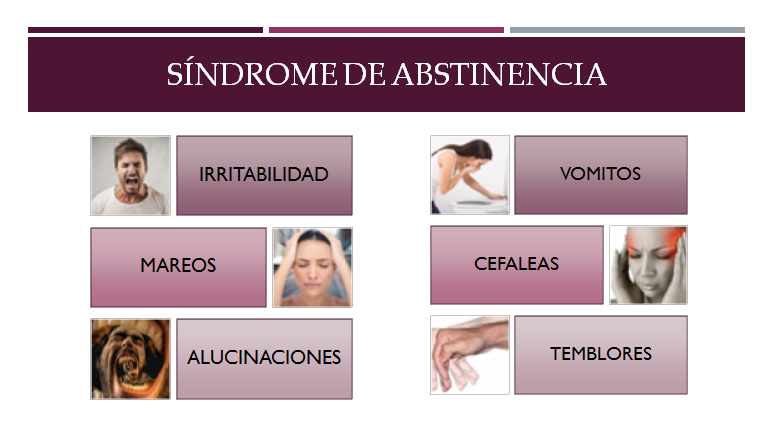 SÍNDROME DE ABSTINENCIA
IRRITABILIDAD
VOMITOS
MAREOS
CEFALEAS
ALUCINACIONES
TEMBLORES